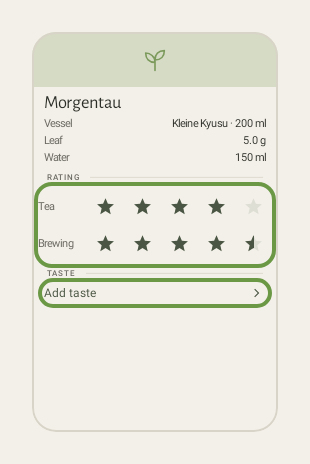 Morgentau
Vessel Kleine Kyusu · 200 ml
Leaf 5.0 g
Water 150 ml
RATING
Tea
Brewing
TASTE
Add taste